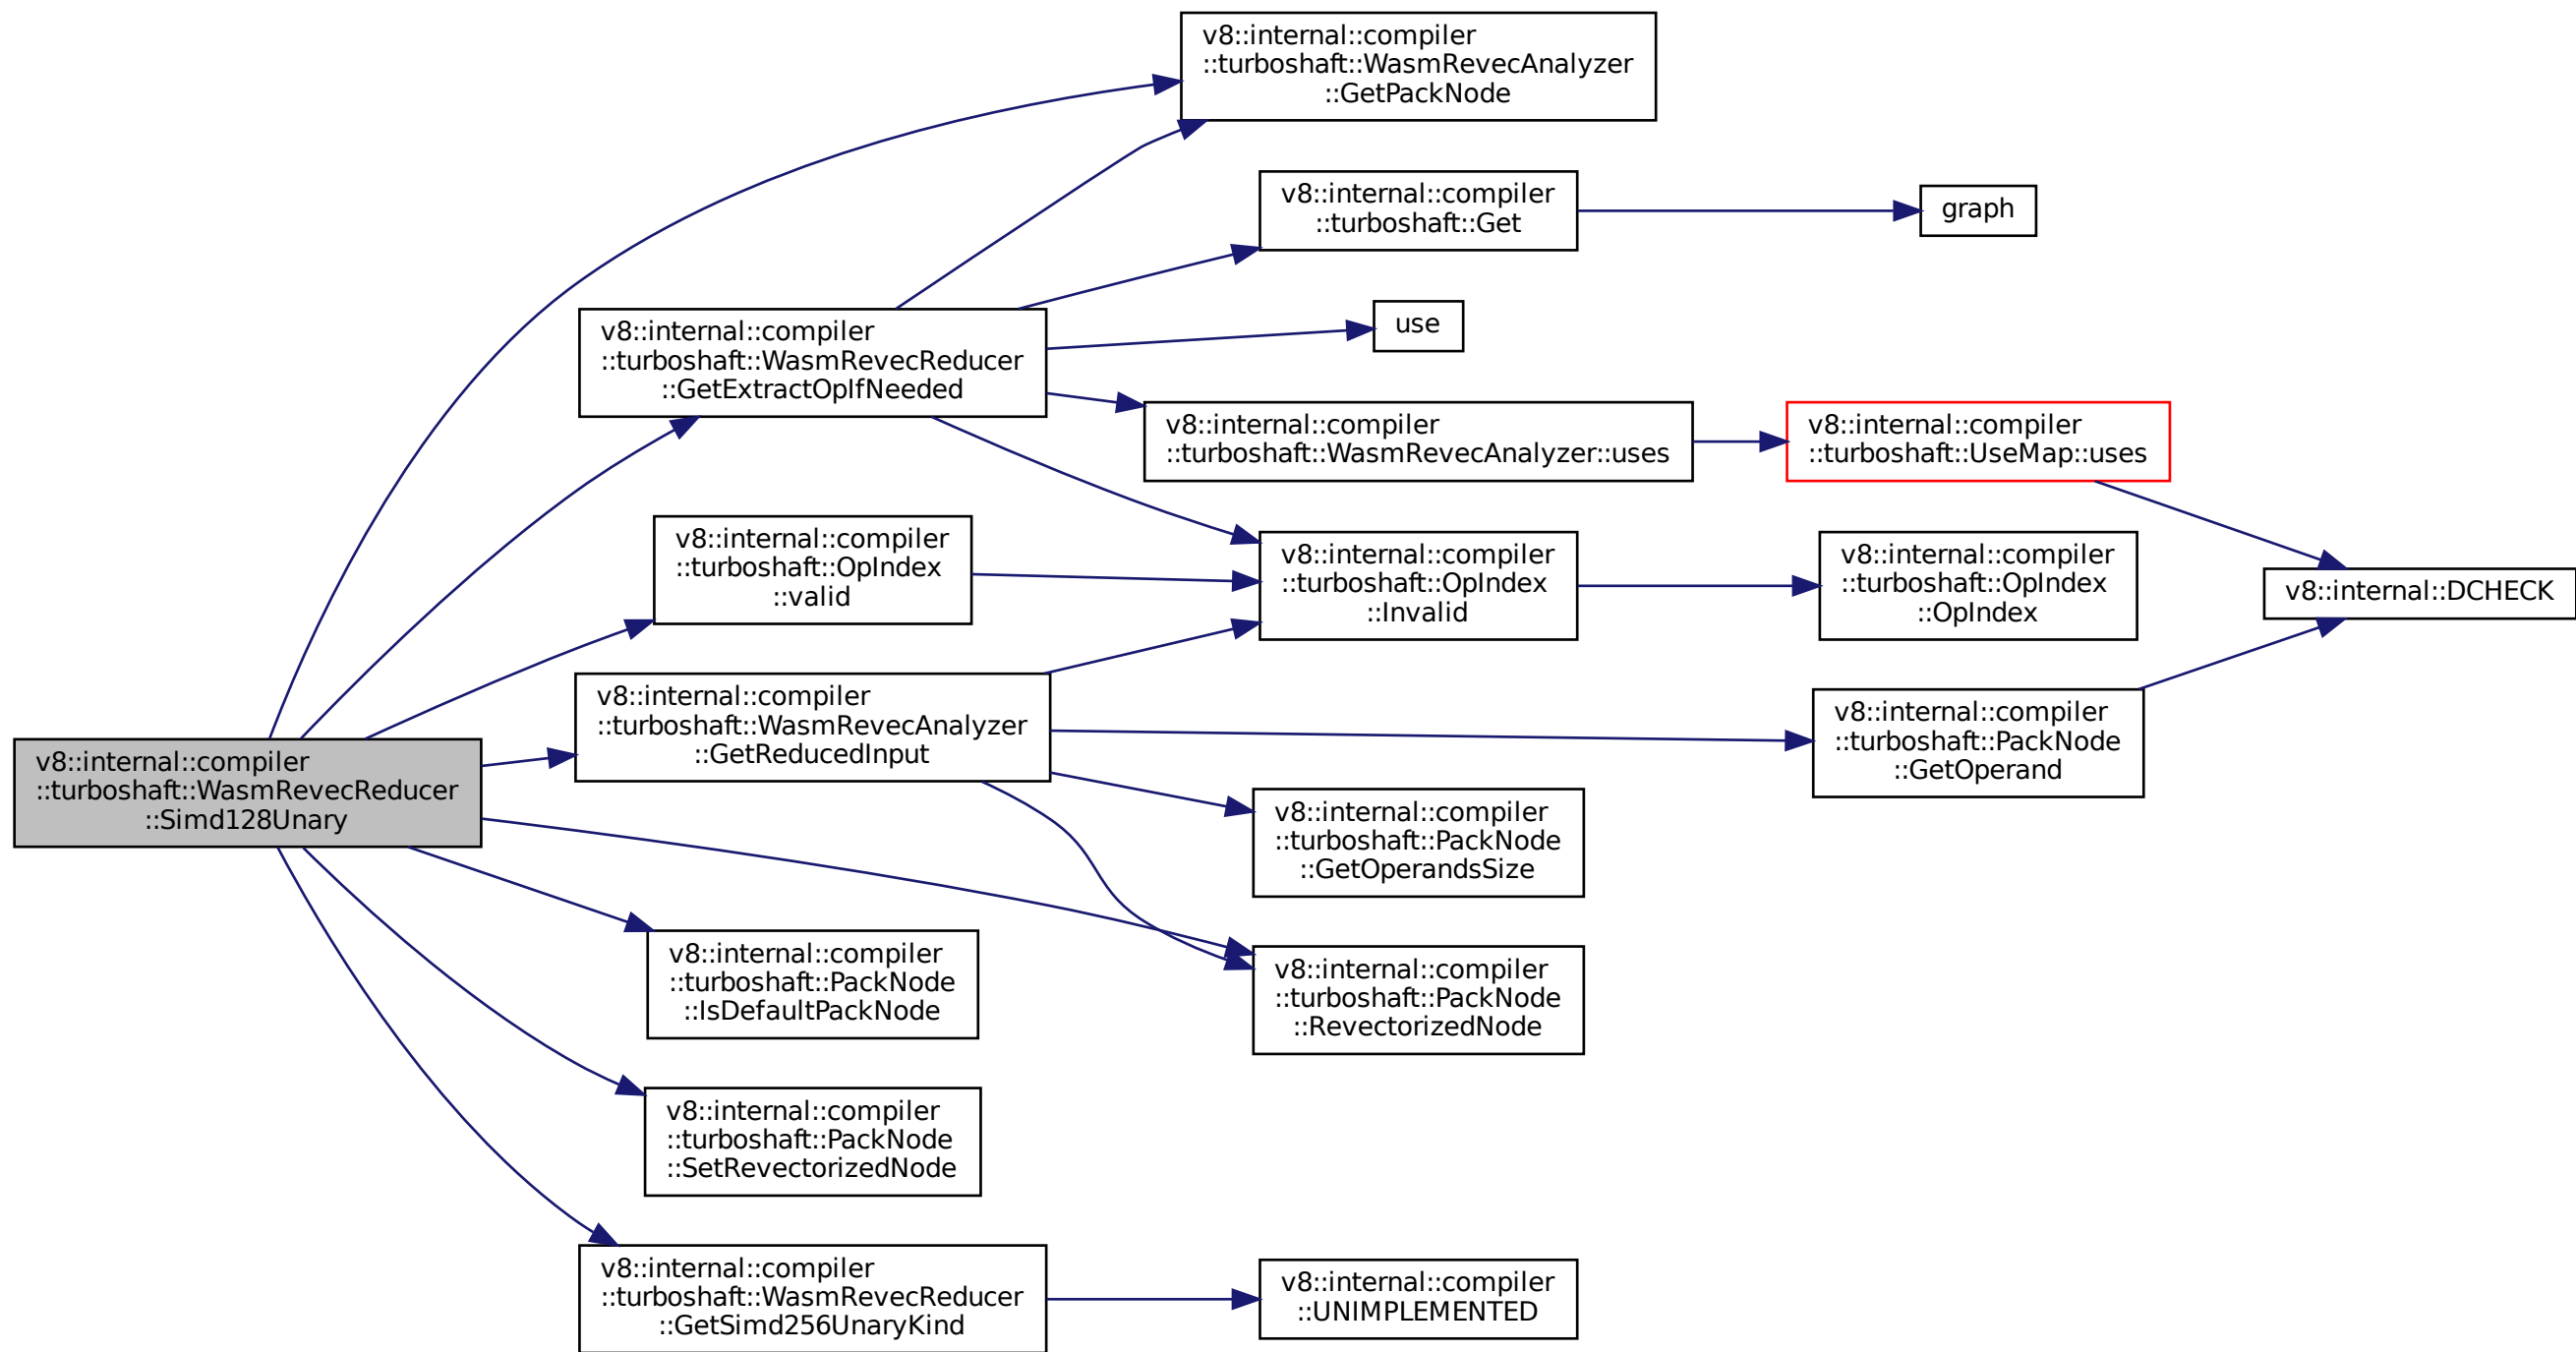 v8::internal::compiler
::turboshaft::WasmRevecAnalyzer
::GetPackNode
v8::internal::compiler
::turboshaft::Get
graph
v8::internal::compiler
::turboshaft::WasmRevecReducer
::GetExtractOpIfNeeded
use
v8::internal::compiler
::turboshaft::WasmRevecAnalyzer::uses
v8::internal::compiler
::turboshaft::UseMap::uses
v8::internal::compiler
::turboshaft::OpIndex
::valid
v8::internal::compiler
::turboshaft::OpIndex
::Invalid
v8::internal::compiler
::turboshaft::OpIndex
::OpIndex
v8::internal::DCHECK
v8::internal::compiler
::turboshaft::WasmRevecAnalyzer
::GetReducedInput
v8::internal::compiler
::turboshaft::PackNode
::GetOperand
v8::internal::compiler
::turboshaft::WasmRevecReducer
::Simd128Unary
v8::internal::compiler
::turboshaft::PackNode
::GetOperandsSize
v8::internal::compiler
::turboshaft::PackNode
::IsDefaultPackNode
v8::internal::compiler
::turboshaft::PackNode
::RevectorizedNode
v8::internal::compiler
::turboshaft::PackNode
::SetRevectorizedNode
v8::internal::compiler
::turboshaft::WasmRevecReducer
::GetSimd256UnaryKind
v8::internal::compiler
::UNIMPLEMENTED